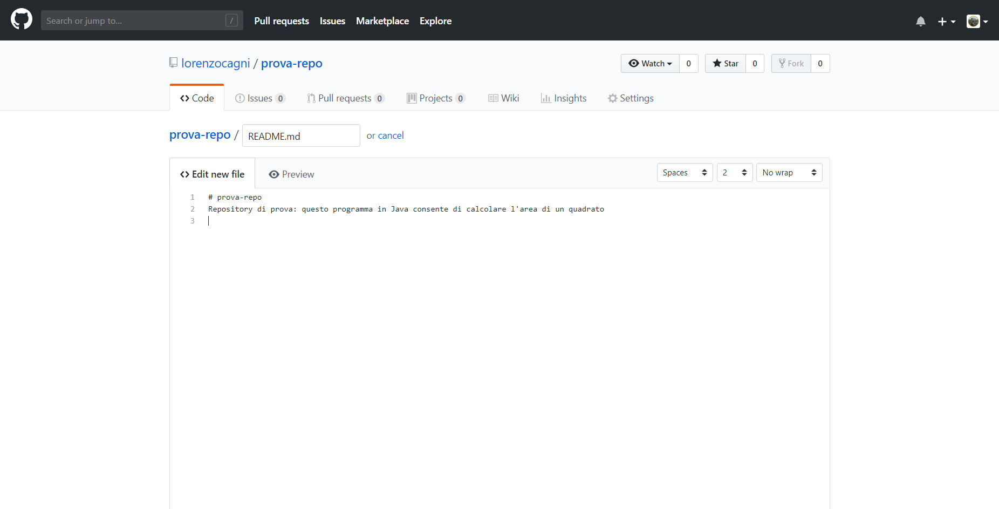 Search or jump to... / Pull requests Issues Marketplace Explore
lorenzocagni / prova-repo Watch 0 Star 0 Fork 0
Code Issues 0 Pull requests 0 Projects 0 Wiki Insights Settings
prova-repo / README.md or cancel
Edit new file Preview Spaces 2 No wrap
1 # prova-repo
2 Repository di prova: questo programma in Java consente di calcolare l'area di un quadrato
3